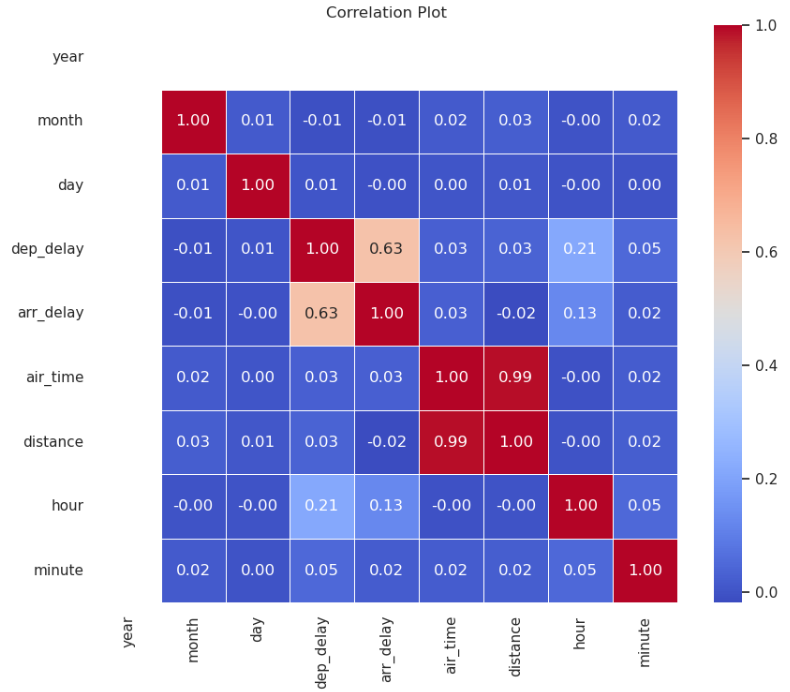 Correlation Plot
year
month 1.00 0.01 -0.01 -0.01 0.02 0.03 -0.00 0.02
day 0.01 1.00 0.01 -0.00 0.00 0.01 -0.00 0.00
dep_delay -0.01 0.01 1.00 0.63 0.03 0.03 0.21 0.05
arr_delay -0.01 -0.00 0.63 1.00 0.03 -0.02 0.13 0.02
air_time 0.02 0.00 0.03 0.03 1.00 0.99 -0.00 0.02
distance 0.03 0.01 0.03 -0.02 0.99 1.00 -0.00 0.02
hour -0.00 -0.00 0.21 0.13 -0.00 -0.00 1.00 0.05
minute 0.02 0.00 0.05 0.02 0.02 0.02 0.05 1.00
year month day dep_delay arr_delay air_time distance hour minute
1.0
0.8
0.6
0.4
0.2
0.0